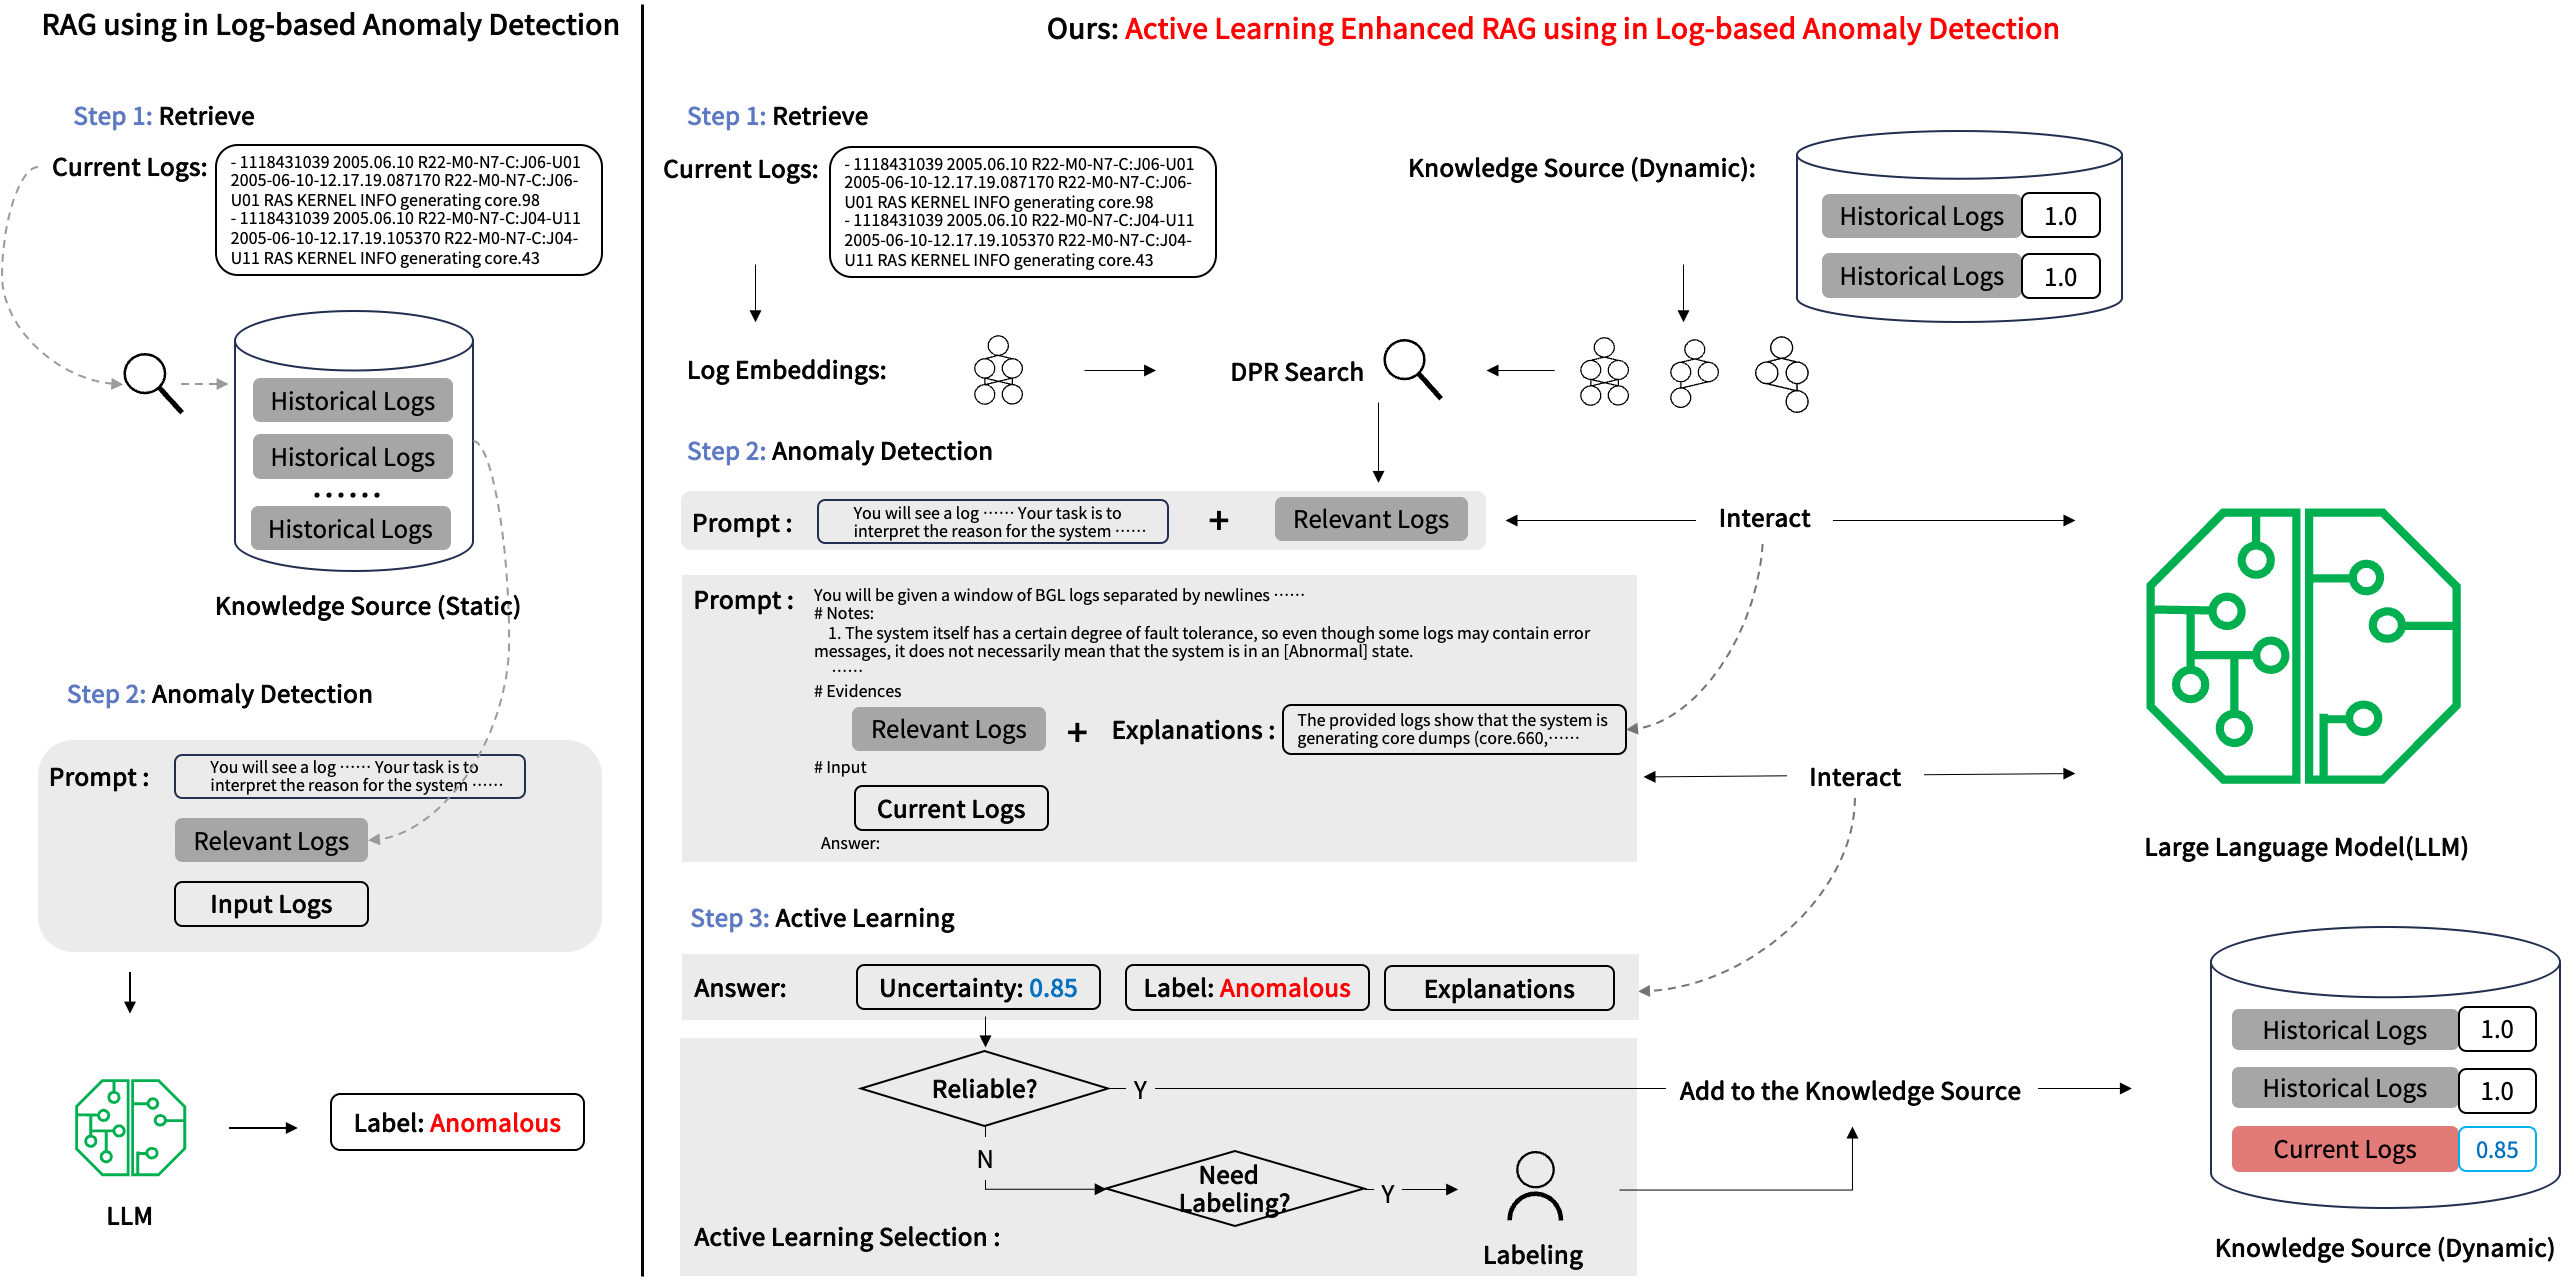 RAG using in Log-based Anomaly Detection
Step 1: Retrieve
Current Logs:
- 1118431039 2005.06.10 R22-M0-N7-C:J06-U01
2005-06-10-12.17.19.087170 R22-M0-N7-C:J06-
U01 RAS KERNEL INFO generating core.98
- 1118431039 2005.06.10 R22-M0-N7-C:J04-U11
2005-06-10-12.17.19.105370 R22-M0-N7-C:J04-
U11 RAS KERNEL INFO generating core.43
Historical Logs
Historical Logs
······
Historical Logs
Knowledge Source (Static)
Step 2: Anomaly Detection
Prompt :
You will see a log ······ Your task is to
interpret the reason for the system ······
Relevant Logs
Input Logs
LLM
Label: Anomalous
Ours: Active Learning Enhanced RAG using in Log-based Anomaly Detection
Step 1: Retrieve
Current Logs:
- 1118431039 2005.06.10 R22-M0-N7-C:J06-U01
2005-06-10-12.17.19.087170 R22-M0-N7-C:J06-
U01 RAS KERNEL INFO generating core.98
- 1118431039 2005.06.10 R22-M0-N7-C:J04-U11
2005-06-10-12.17.19.105370 R22-M0-N7-C:J04-
U11 RAS KERNEL INFO generating core.43
Knowledge Source (Dynamic):
Historical Logs 1.0
Historical Logs 1.0
Log Embeddings:
DPR Search
Step 2: Anomaly Detection
Prompt :
You will see a log ······ Your task is to
interpret the reason for the system ······
+
Relevant Logs
Interact
Prompt :
You will be given a window of BGL logs separated by newlines ······
# Notes:
1. The system itself has a certain degree of fault tolerance, so even though some logs may contain error
messages, it does not necessarily mean that the system is in an [Abnormal] state.
······
# Evidences
Relevant Logs + Explanations :
The provided logs show that the system is
generating core dumps (core.660,······
# Input
Current Logs
Answer:
Interact
Large Language Model(LLM)
Step 3: Active Learning
Answer:
Uncertainty: 0.85
Label: Anomalous
Explanations
Reliable?
Y
Add to the Knowledge Source
N
Need
Labeling?
Y
Labeling
Active Learning Selection :
Historical Logs 1.0
Historical Logs 1.0
Current Logs 0.85
Knowledge Source (Dynamic)